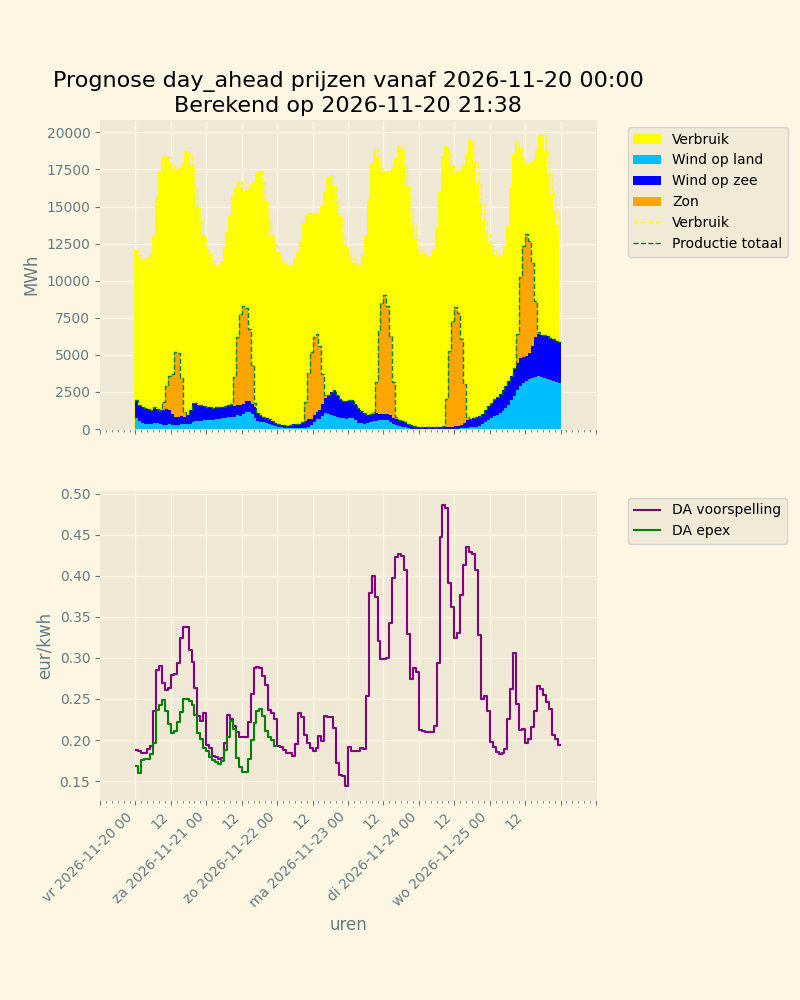 Prognose day_ahead prijzen vanaf 2026-11-20 00:00
Berekend op 2026-11-20 21:38
20000
17500
15000
12500
10000
7500
5000
2500
0
MWh
Verbruik
Wind op land
Wind op zee
Zon
Verbruik
Productie totaal
0.50
0.45
0.40
0.35
0.30
0.25
0.20
0.15
eur/kwh
DA voorspelling
DA epex
vr 2026-11-20 00
12
za 2026-11-21 00
12
zo 2026-11-22 00
12
ma 2026-11-23 00
12
di 2026-11-24 00
12
wo 2026-11-25 00
12
uren